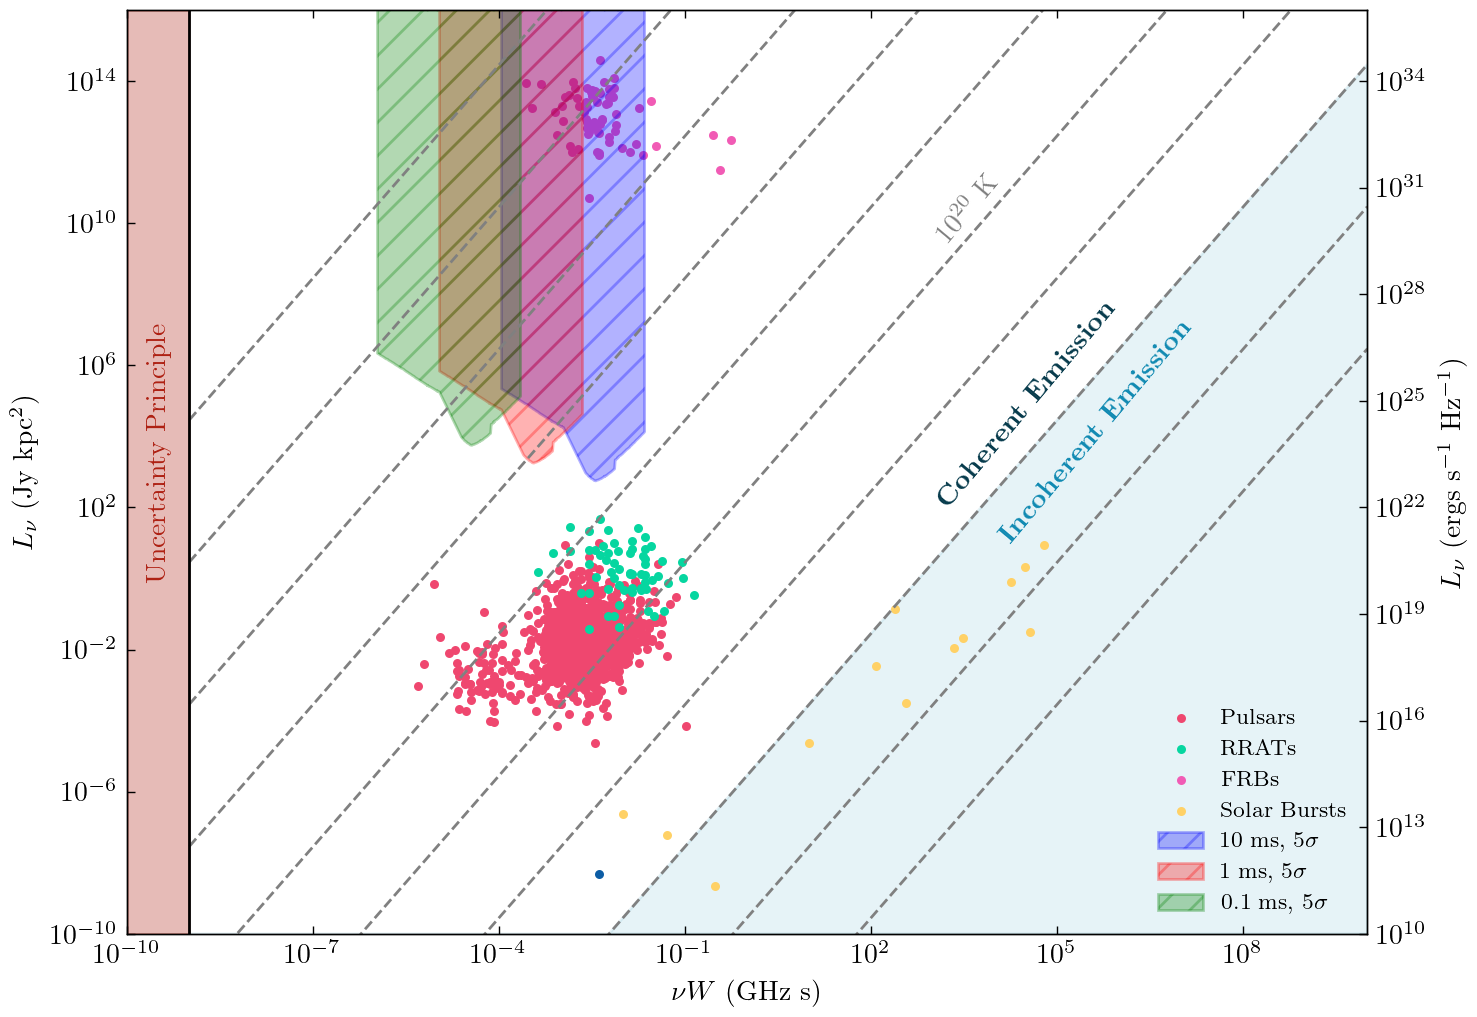 10^14
10^10
10^6
10^2
10^−2
10^−6
10^−10
L_ν (Jy kpc^2)
10^34
10^31
10^28
10^25
10^22
10^19
10^16
10^13
10^10
L_ν (ergs s^−1 Hz^−1)
Uncertainty Principle
10^20 K
Coherent Emission
Incoherent Emission
Pulsars
RRATs
FRBs
Solar Bursts
10 ms, 5σ
1 ms, 5σ
0.1 ms, 5σ
10^−10
10^−7
10^−4
10^−1
10^2
10^5
10^8
νW (GHz s)